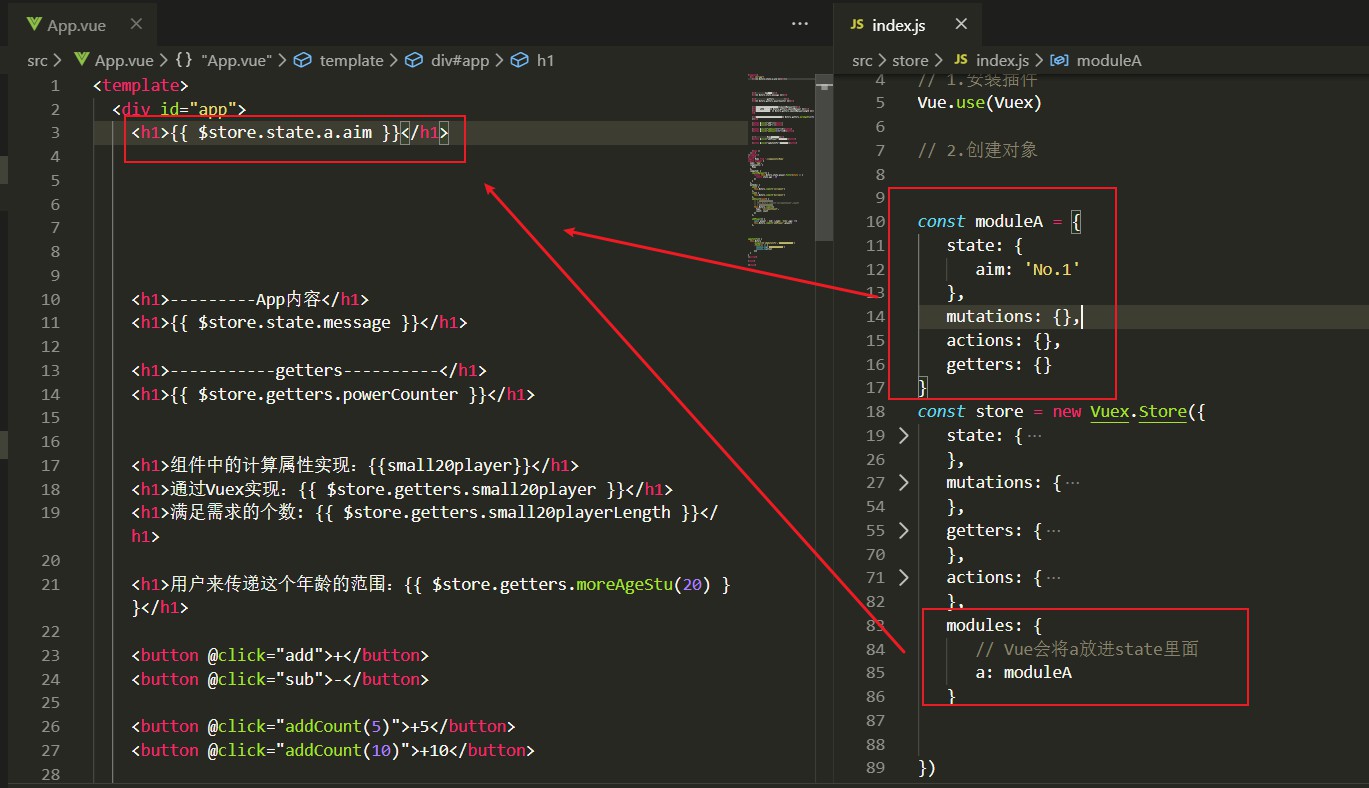 App.vue
src > App.vue > {} "App.vue" > template > div#app > h1
1 <template>
2 <div id="app">
3 <h1>{{ $store.state.a.aim }}</h1>
4
5
6
7
8
9
10 <h1>---------App内容</h1>
11 <h1>{{ $store.state.message }}</h1>
12
13 <h1>-----------getters----------</h1>
14 <h1>{{ $store.getters.powerCounter }}</h1>
15
16
17 <h1>组件中的计算属性实现：{{small20player}}</h1>
18 <h1>通过Vuex实现：{{ $store.getters.small20player }}</h1>
19 <h1>满足需求的个数：{{ $store.getters.small20playerLength }}</
h1>
20
21 <h1>用户来传递这个年龄的范围：{{ $store.getters.moreAgeStu(20) }
}</h1>
22
23 <button @click="add">+</button>
24 <button @click="sub">-</button>
25
26 <button @click="addCount(5)">+5</button>
27 <button @click="addCount(10)">+10</button>
28
JS index.js
src > store > JS index.js > moduleA
4 // 1.安装插件
5 Vue.use(Vuex)
6
7 // 2.创建对象
8
9
10 const moduleA = {
11 state: {
12 aim: 'No.1'
13 },
14 mutations: {},
15 actions: {},
16 getters: {}
17 }
18 const store = new Vuex.Store({
19 state: {…
26 },
27 mutations: {…
54 },
55 getters: {…
70 },
71 actions: {…
82 },
83 modules: {
84 // Vue会将a放进state里面
85 a: moduleA
86 }
87
88
89 })